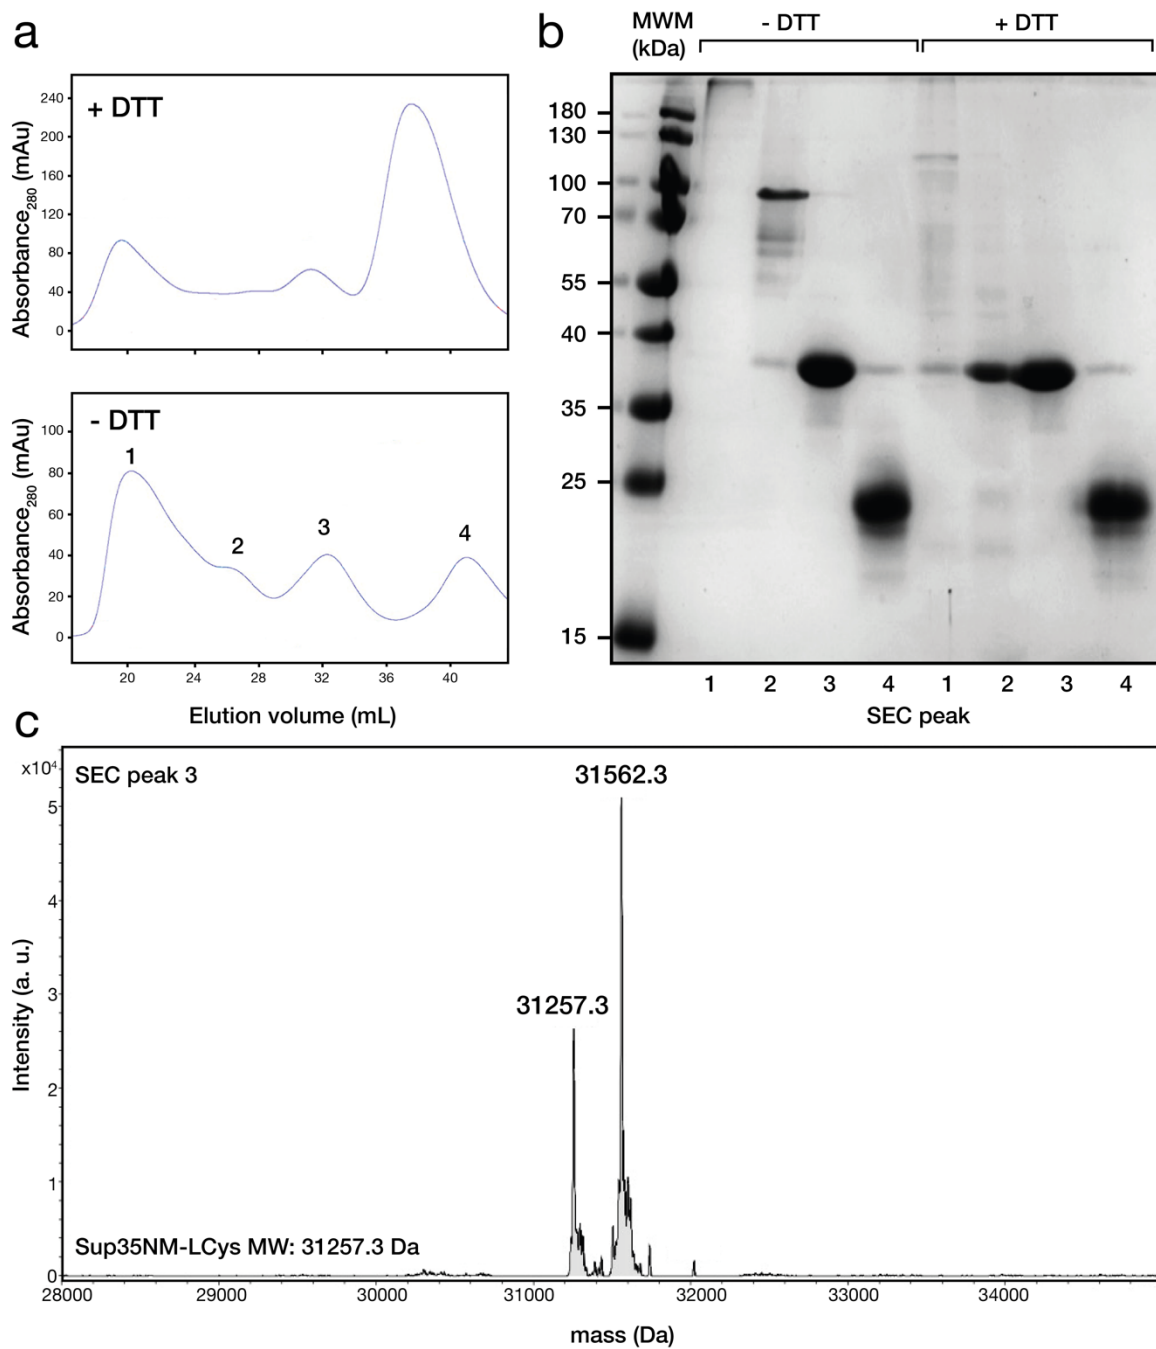 a
+ DTT
Absorbance280 (mAu)
240
200
160
120
80
40
0
- DTT
Absorbance280 (mAu)
100
80
60
40
20
0
1
2
3
4
20 24 28 32 36 40
Elution volume (mL)
b
MWM
(kDa)
- DTT
+ DTT
180
130
100
70
55
40
35
25
15
1 2 3 4 1 2 3 4
SEC peak
c
x10⁴
SEC peak 3
31562.3
31257.3
5
4
3
2
1
0
Intensity (a. u.)
Sup35NM-LCys MW: 31257.3 Da
28000 29000 30000 31000 32000 33000 34000
mass (Da)